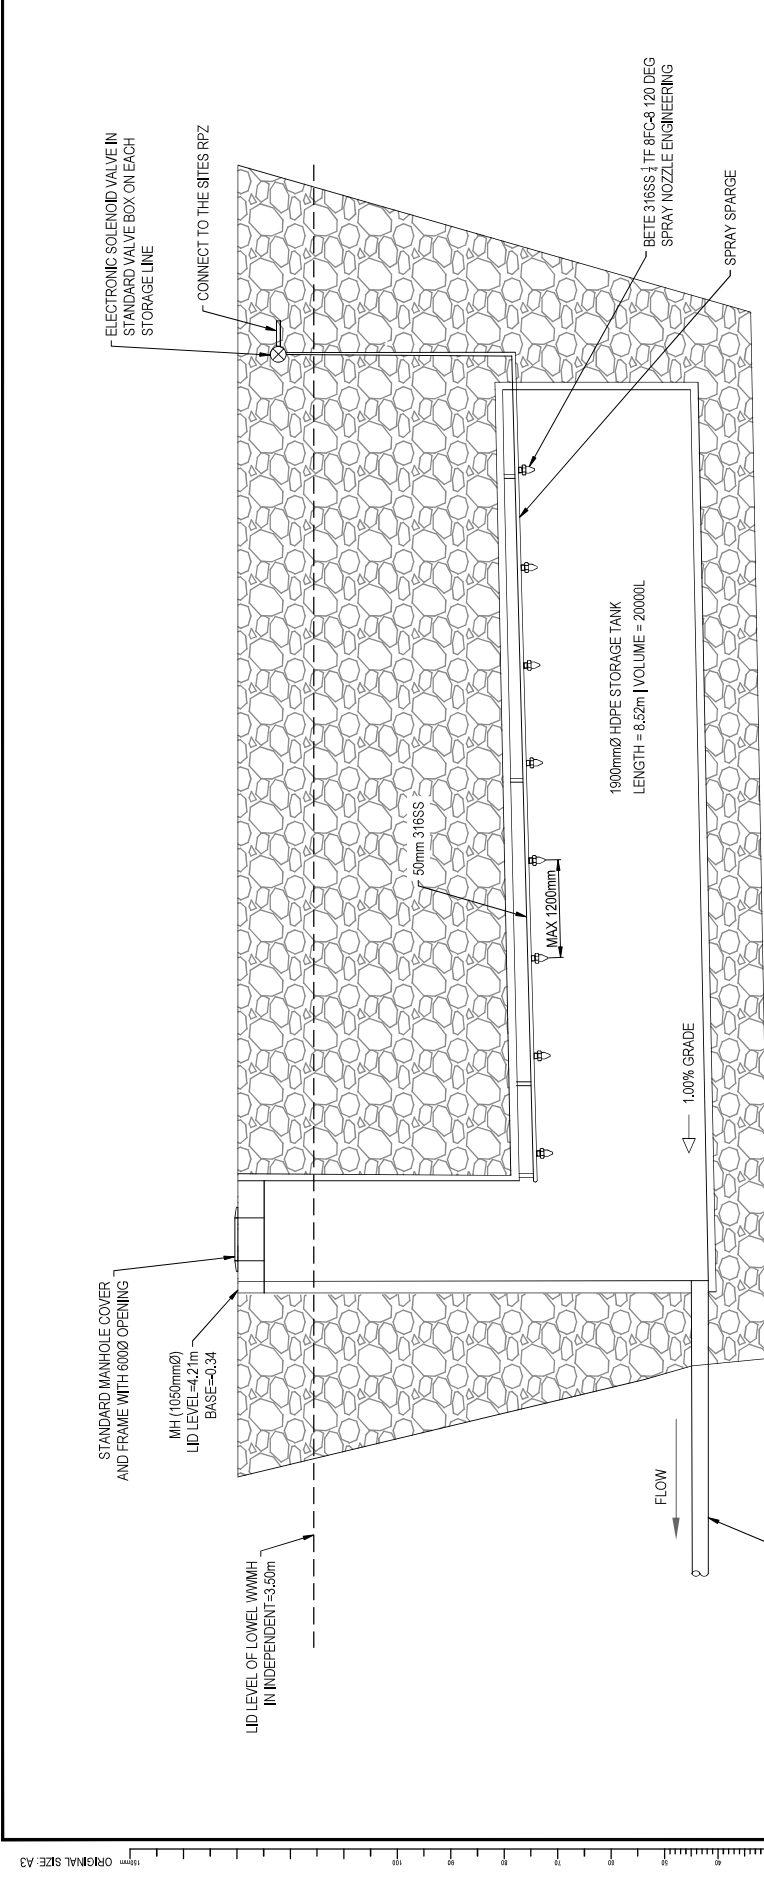 STANDARD MANHOLE COVER
AND FRAME WITH 600Ø OPENING
MH (1050mmØ)
LID LEVEL=4.21m
BASE=-0.34
LID LEVEL OF LOWEL WWMH
IN INDEPENDENT=3.50m
ELECTRONIC SOLENOID VALVE IN
STANDARD VALVE BOX ON EACH
STORAGE LINE
CONNECT TO THE SITES RPZ
50mm 316SS
MAX 1200mm
1900mmØ HDPE STORAGE TANK
LENGTH = 8.52m | VOLUME = 20000L
BETE 316SS ½ TF 8FC-8 120 DEG
SPRAY NOZZLE ENGINEERING
SPRAY SPARGE
FLOW
1.00% GRADE
ORIGINAL SIZE: A3
150mm
100
90
80
70
60
50
40